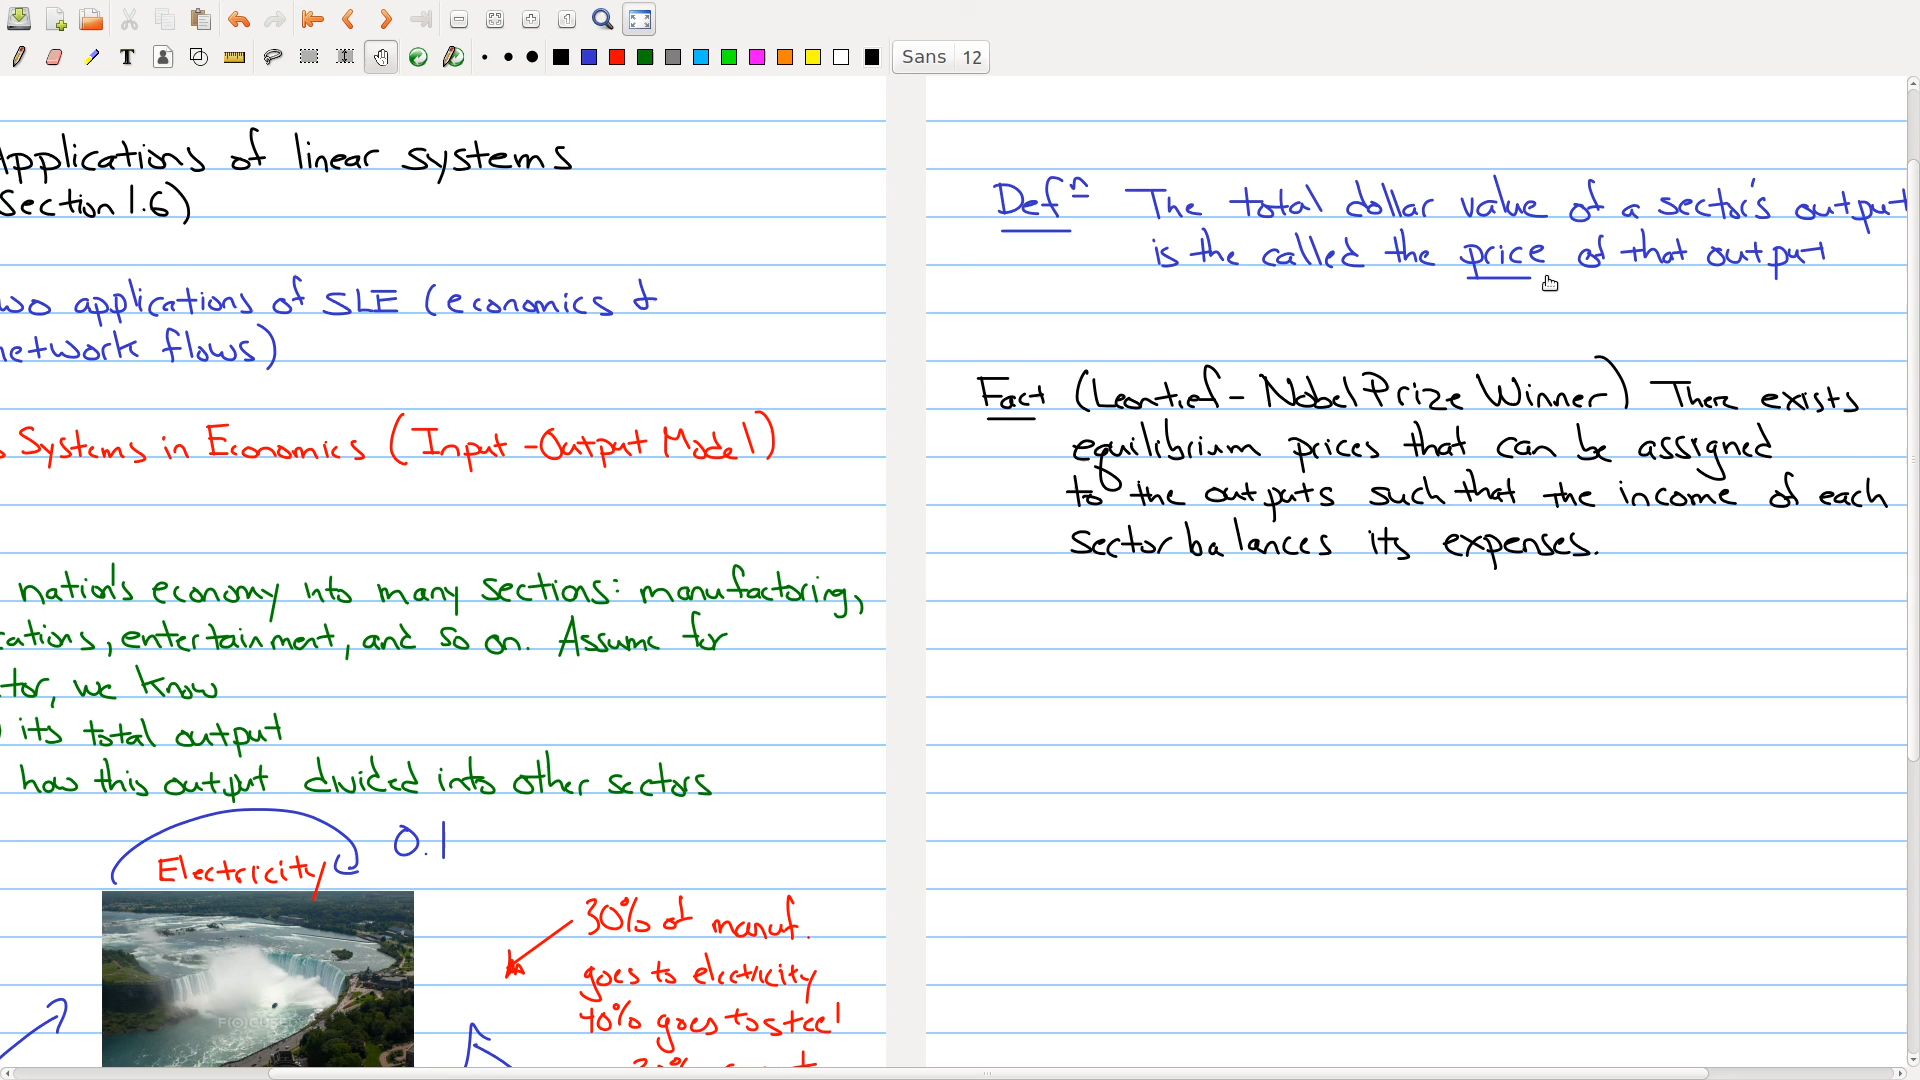 Sans 12
Applications of linear systems
Section 1.6)
two applications of SLE (economics &
network flows)
Systems in Economics (Input-Output Model)
nation's economy into many sections: manufactoring,
cations, entertainment, and so on. Assume for
tor, we know
its total output
how this output divided into other sectors
0.1
Electricity
30% of manuf.
goes to electricity
40% goes to steel
Defⁿ The total dollar value of a sector's output
is the called the price of that output
Fact (Leontief - Nobel Prize Winner) There exists
equilibrium prices that can be assigned
to the outputs such that the income of each
sector balances its expenses.